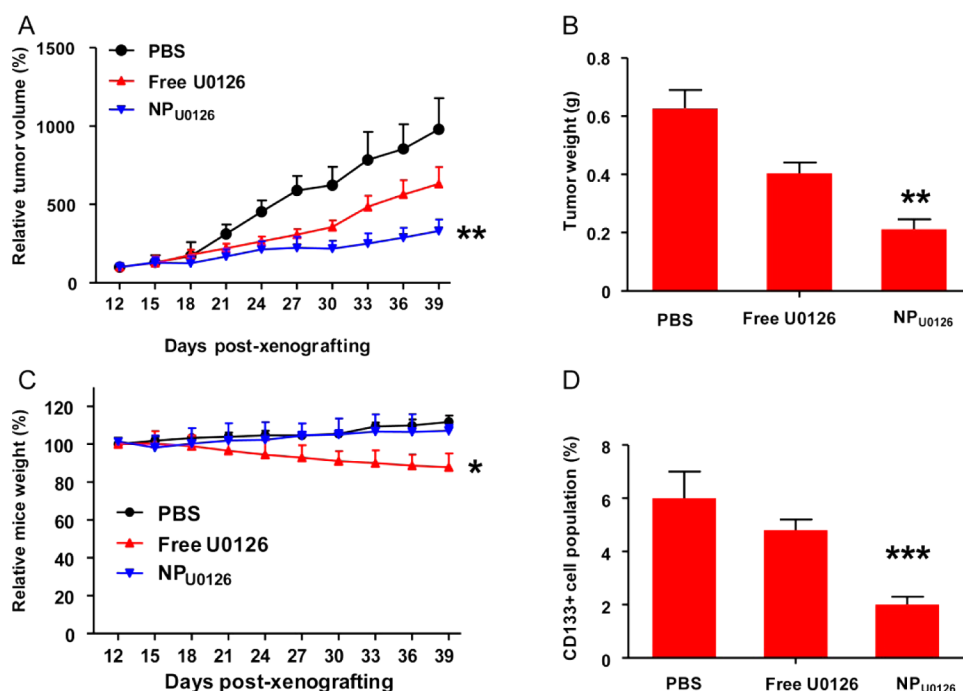 A
Relative tumor volume (%)
1500
1000
500
0
PBS
Free U0126
NPU0126
**
12 15 18 21 24 27 30 33 36 39
Days post-xenografting
B
Tumor weight (g)
0.6
0.4
0.2
0.0
**
PBS Free U0126 NPU0126
C
Relative mice weight (%)
120
100
80
60
40
20
0
*
PBS
Free U0126
NPU0126
12 15 18 21 24 27 30 33 36 39
Days post-xenografting
D
CD133+ cell population (%)
8
6
4
2
0
***
PBS Free U0126 NPU0126